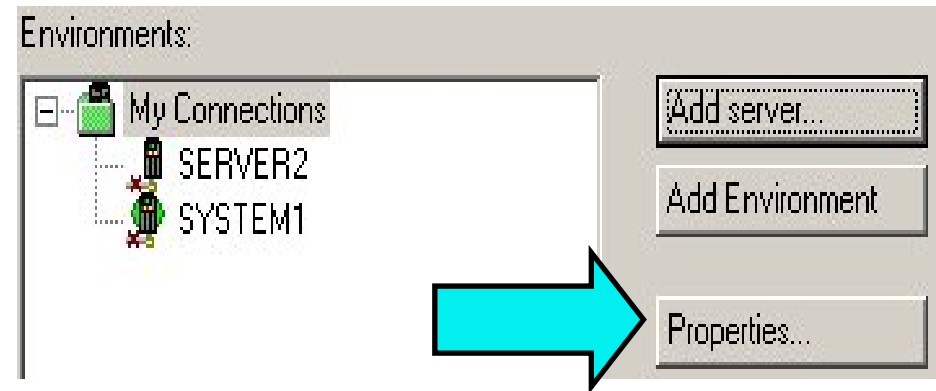 Environments:
My Connections
SERVER2
SYSTEM1
Add server...
Add Environment
Properties...